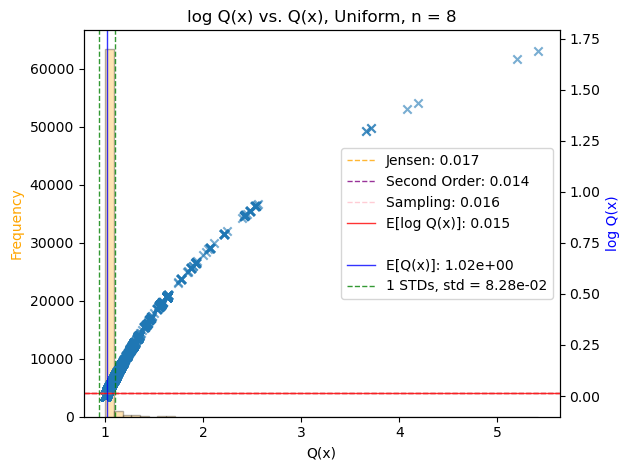 log Q(x) vs. Q(x), Uniform, n = 8
Frequency
60000
50000
40000
30000
20000
10000
0
1.75
1.50
1.25
1.00
0.75
0.50
0.25
0.00
log Q(x)
Jensen: 0.017
Second Order: 0.014
Sampling: 0.016
E[log Q(x)]: 0.015
E[Q(x)]: 1.02e+00
1 STDs, std = 8.28e-02
1 2 3 4 5
Q(x)